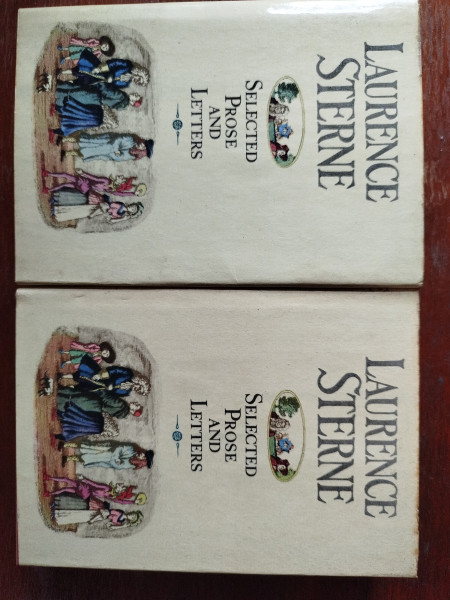 LAURENCE
STERNE
SELECTED
PROSE
AND
LETTERS
LAURENCE
STERNE
SELECTED
PROSE
AND
LETTERS